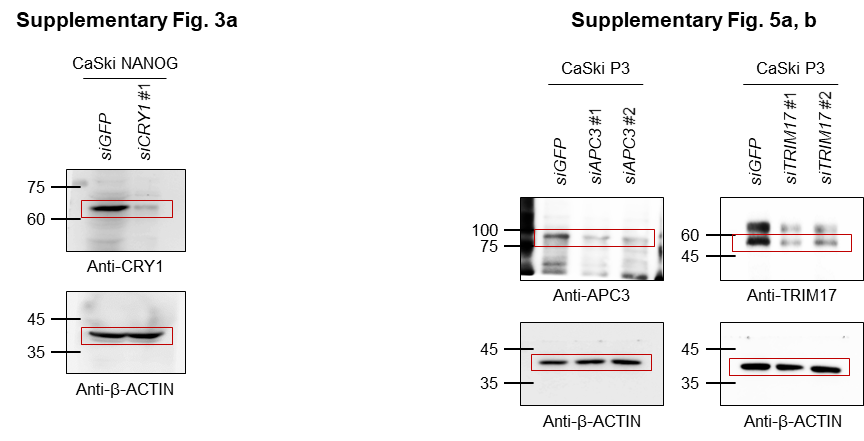 Supplementary Fig. 3a
CaSki NANOG
siGFP
siCRY1 #1
75
60
Anti-CRY1
45
35
Anti-β-ACTIN
Supplementary Fig. 5a, b
CaSki P3
siGFP
siAPC3 #1
siAPC3 #2
100
75
Anti-APC3
45
35
Anti-β-ACTIN
CaSki P3
siGFP
siTRIM17 #1
siTRIM17 #2
60
45
Anti-TRIM17
45
35
Anti-β-ACTIN